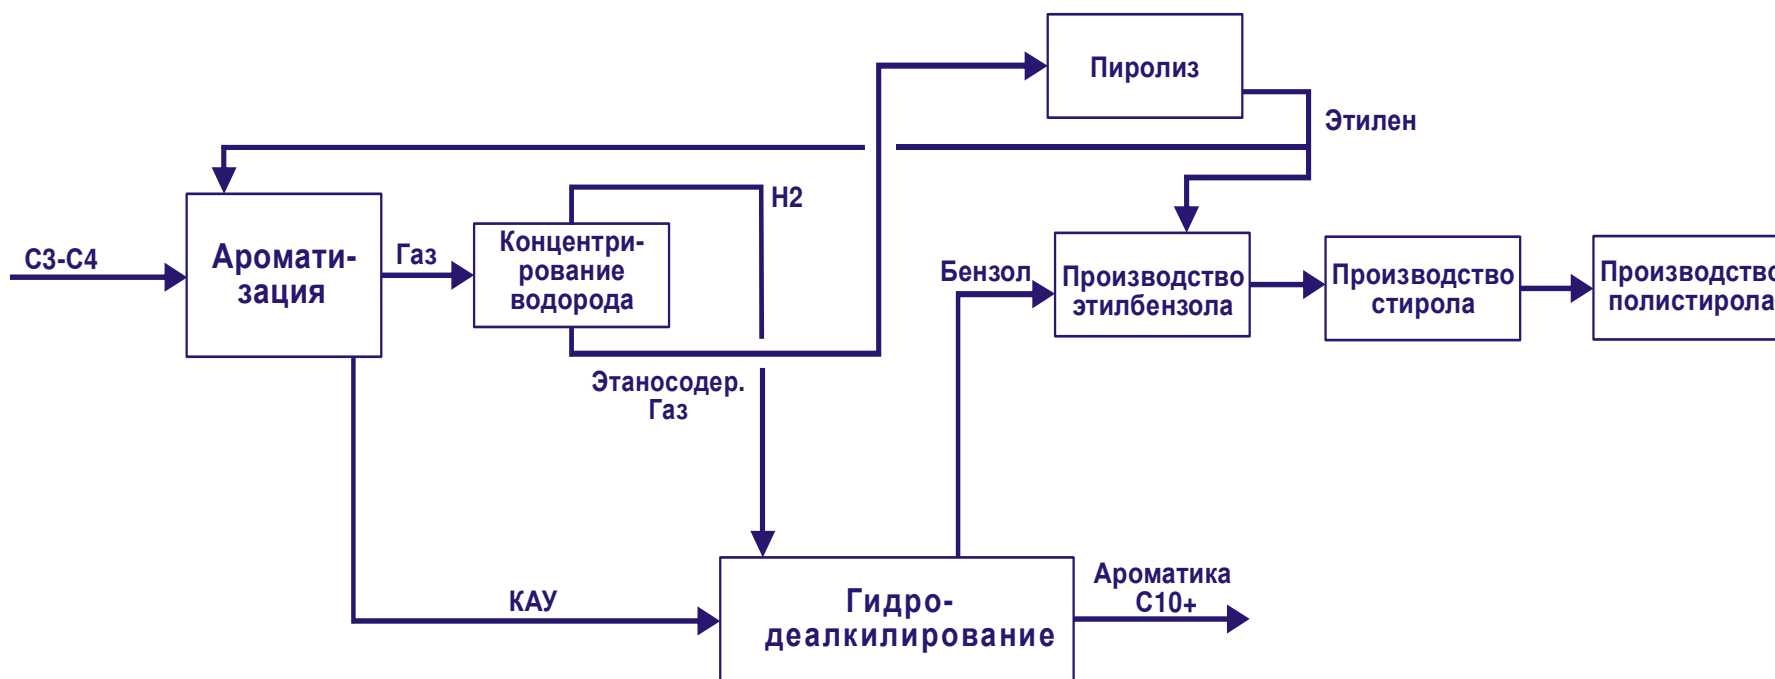 Пиролиз
Этилен
Н2
С3-С4
Аромати-
зация
Газ
Концентри-
рование
водорода
Бензол
Производство
этилбензола
Производство
стирола
Производство
полистирола
Этаносодер.
Газ
КАУ
Гидро-
деалкилирование
Ароматика
С10+